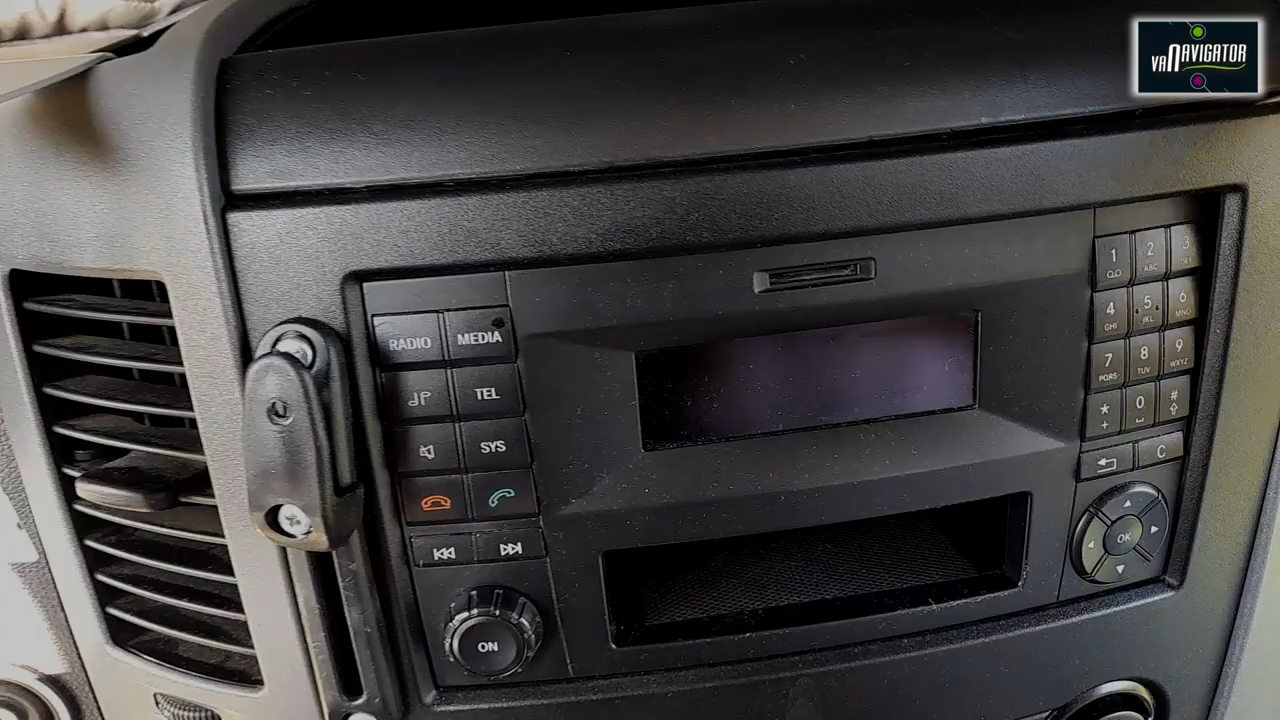 VANAVIGATOR
RADIO
MEDIA
TEL
SYS
ON
1
2 ABC
3
4 GHI
5 JKL
6 MNO
7 PQRS
8 TUV
9 WXYZ
* +
0
#
C
OK